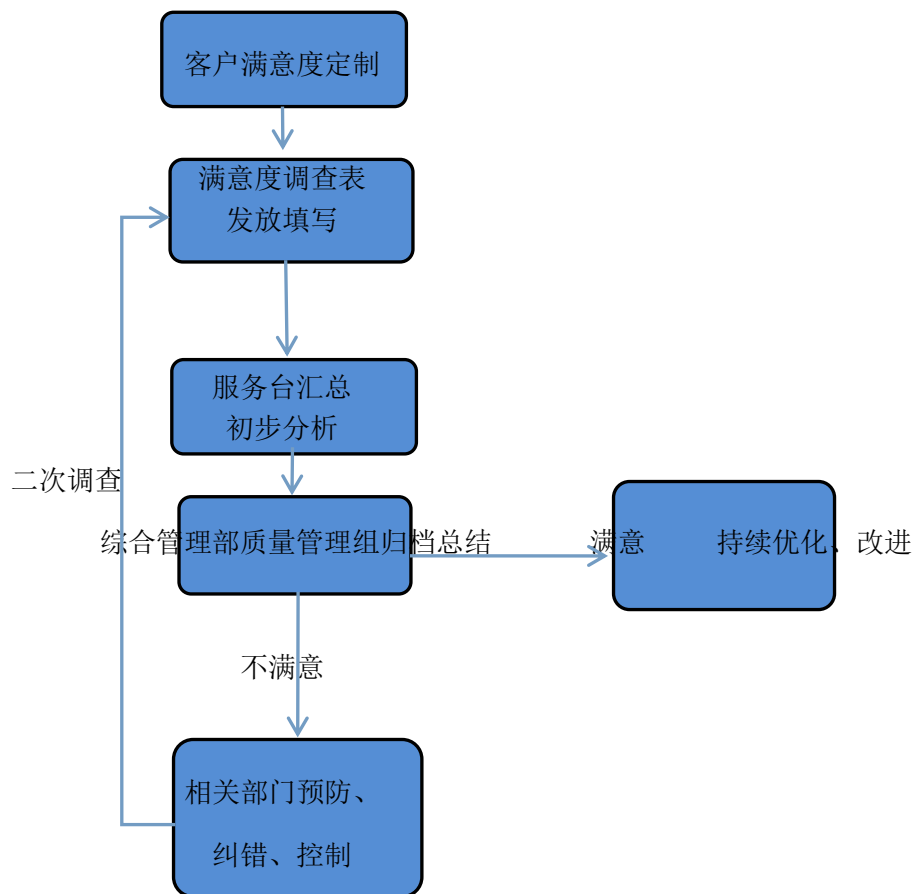 客户满意度定制
满意度调查表
发放填写
服务台汇总
初步分析
二次调查
综合管理部质量管理组归档总结
满意
持续优化、改进
不满意
相关部门预防、
纠错、控制